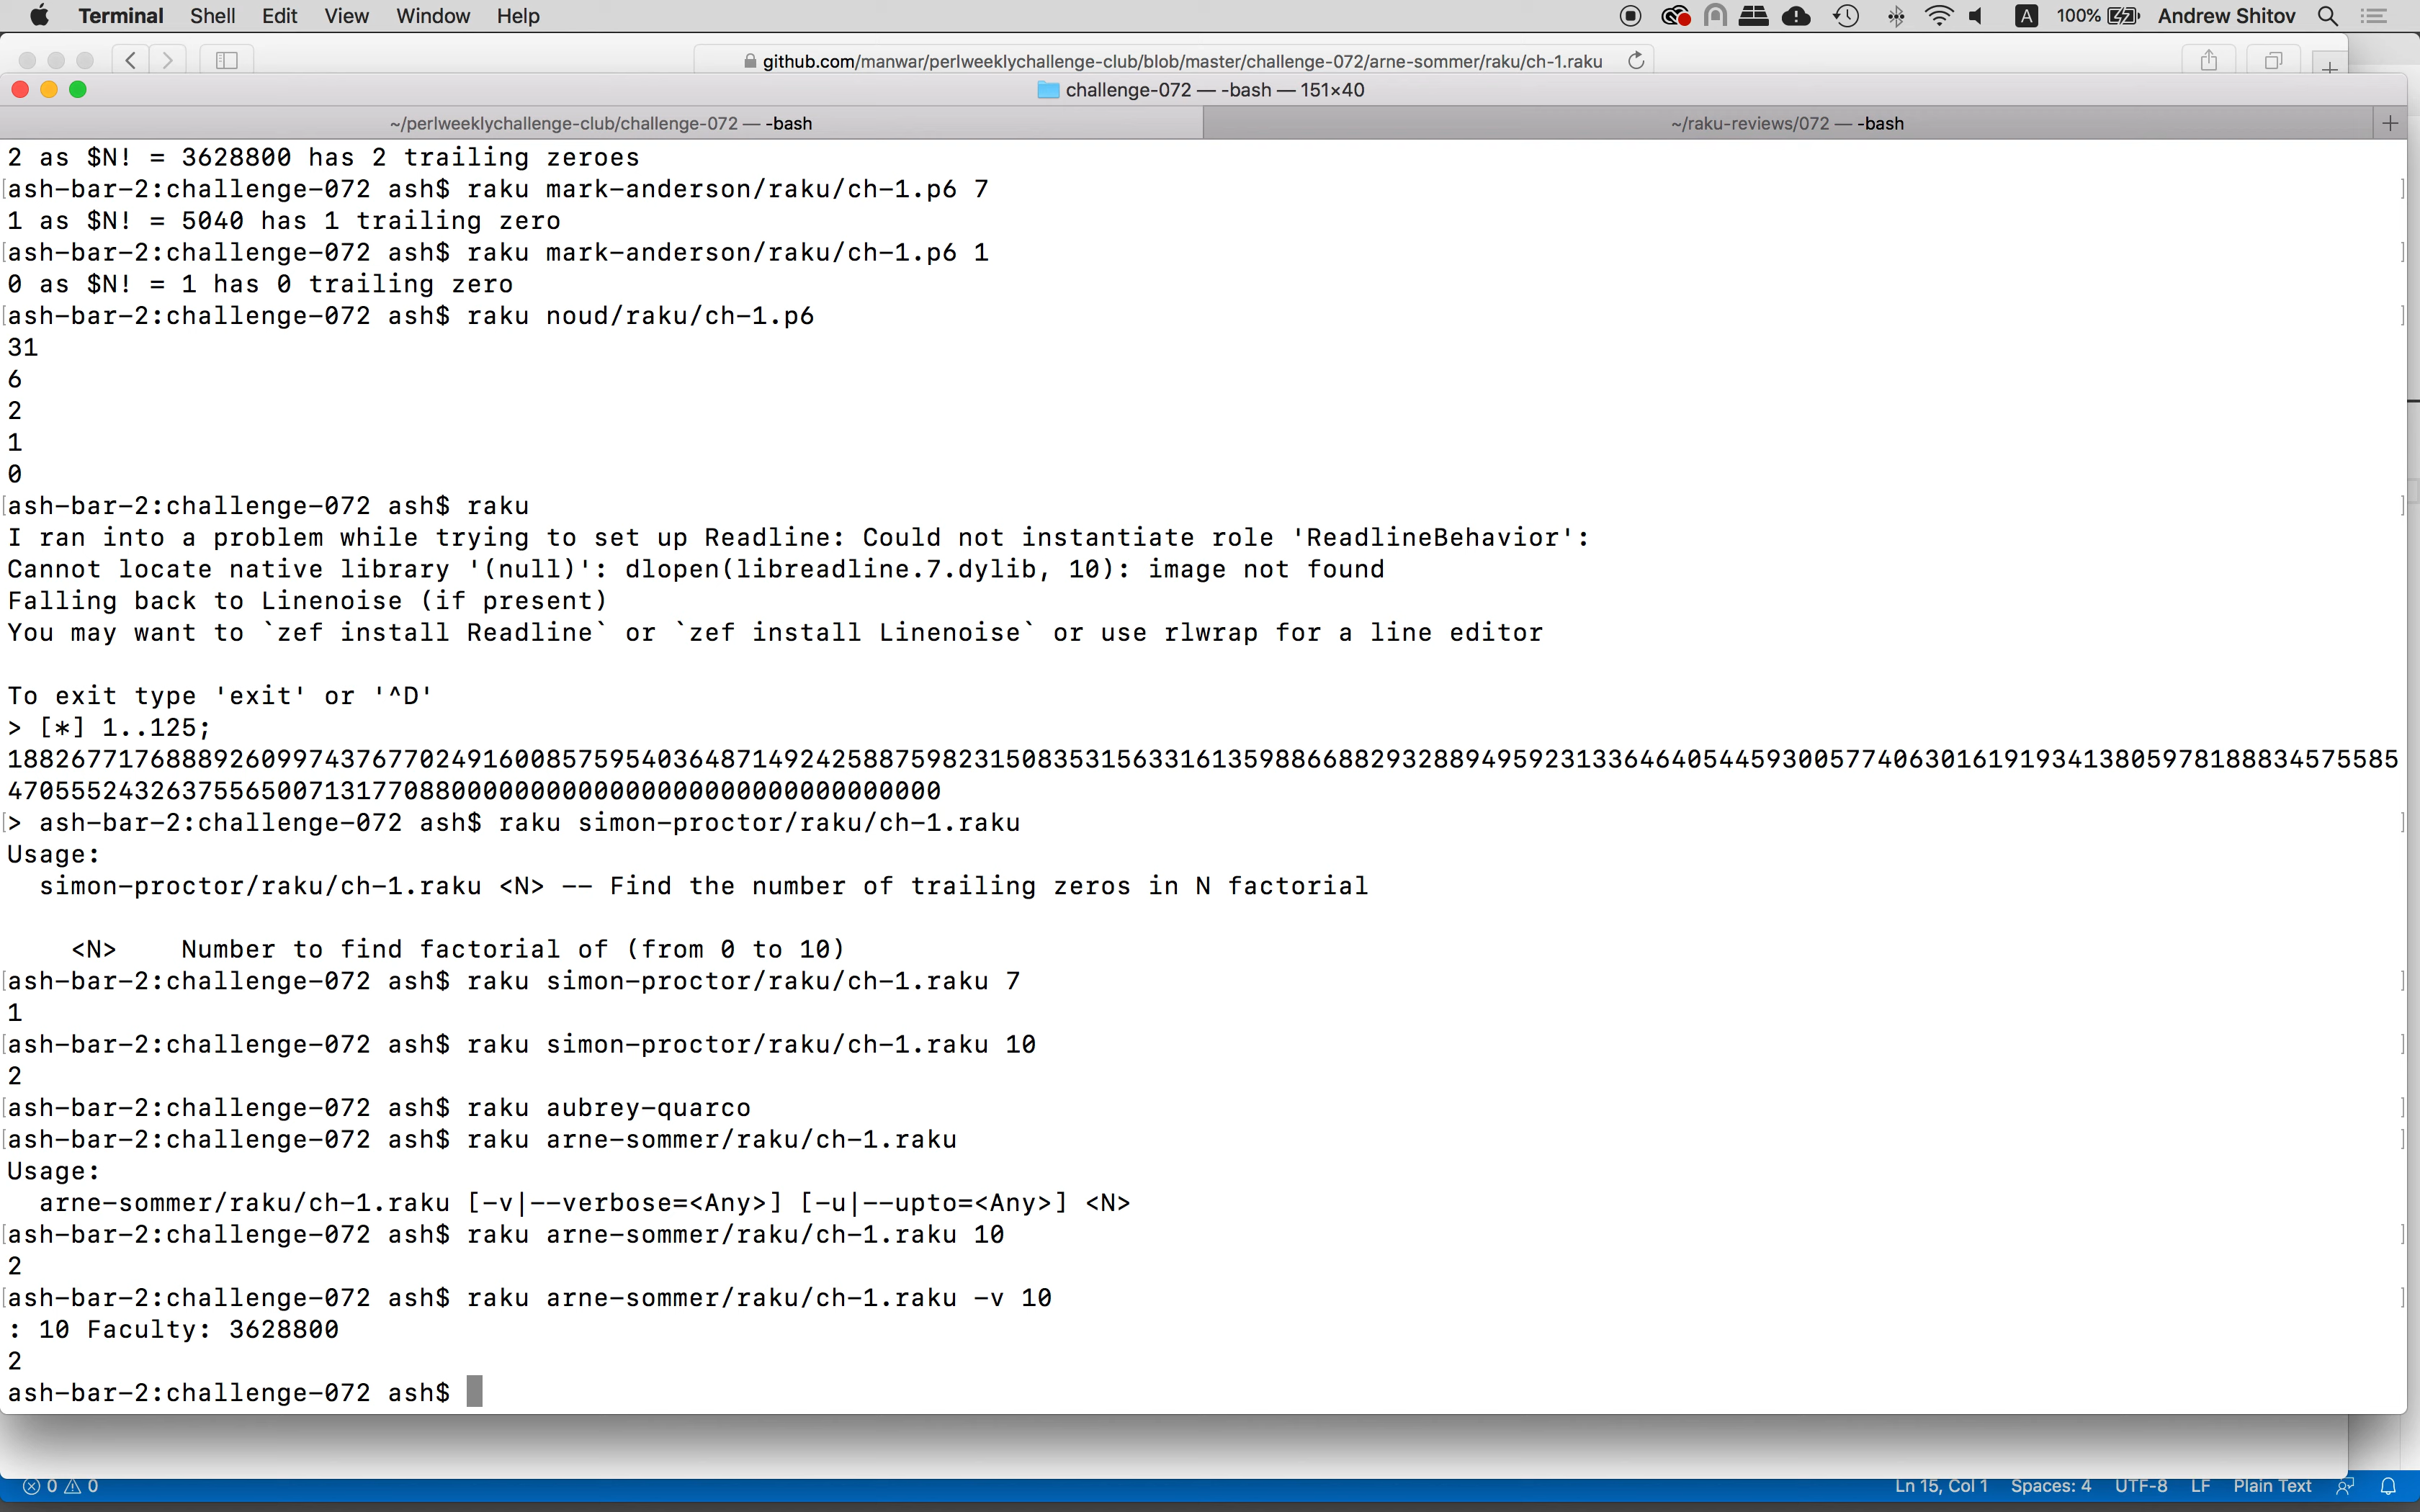 Terminal Shell Edit View Window Help A 100% Andrew Shitov
github.com/manwar/perlweeklychallenge-club/blob/master/challenge-072/arne-sommer/raku/ch-1.raku
challenge-072 — -bash — 151×40
~/perlweeklychallenge-club/challenge-072 — -bash ~/raku-reviews/072 — -bash
2 as $N! = 3628800 has 2 trailing zeroes
[ash-bar-2:challenge-072 ash$ raku mark-anderson/raku/ch-1.p6 7 ]
1 as $N! = 5040 has 1 trailing zero
[ash-bar-2:challenge-072 ash$ raku mark-anderson/raku/ch-1.p6 1 ]
0 as $N! = 1 has 0 trailing zero
[ash-bar-2:challenge-072 ash$ raku noud/raku/ch-1.p6 ]
31
6
2
1
0
[ash-bar-2:challenge-072 ash$ raku ]
I ran into a problem while trying to set up Readline: Could not instantiate role 'ReadlineBehavior':
Cannot locate native library '(null)': dlopen(libreadline.7.dylib, 10): image not found
Falling back to Linenoise (if present)
You may want to `zef install Readline` or `zef install Linenoise` or use rlwrap for a line editor
To exit type 'exit' or '^D'
> [*] 1..125;
1882677176888926099743767702491600857595403648714924258875982315083531563316135988668829328894959231336464054459300577406301619193413805978188834575585
47055524326375565007131770880000000000000000000000000000000
[> ash-bar-2:challenge-072 ash$ raku simon-proctor/raku/ch-1.raku ]
Usage:
simon-proctor/raku/ch-1.raku <N> -- Find the number of trailing zeros in N factorial
<N> Number to find factorial of (from 0 to 10)
[ash-bar-2:challenge-072 ash$ raku simon-proctor/raku/ch-1.raku 7 ]
1
[ash-bar-2:challenge-072 ash$ raku simon-proctor/raku/ch-1.raku 10 ]
2
[ash-bar-2:challenge-072 ash$ raku aubrey-quarco ]
[ash-bar-2:challenge-072 ash$ raku arne-sommer/raku/ch-1.raku ]
Usage:
arne-sommer/raku/ch-1.raku [-v|--verbose=<Any>] [-u|--upto=<Any>] <N>
[ash-bar-2:challenge-072 ash$ raku arne-sommer/raku/ch-1.raku 10 ]
2
[ash-bar-2:challenge-072 ash$ raku arne-sommer/raku/ch-1.raku -v 10 ]
: 10 Faculty: 3628800
2
ash-bar-2:challenge-072 ash$
0 0 Ln 15, Col 1 Spaces: 4 UTF-8 LF Plain Text